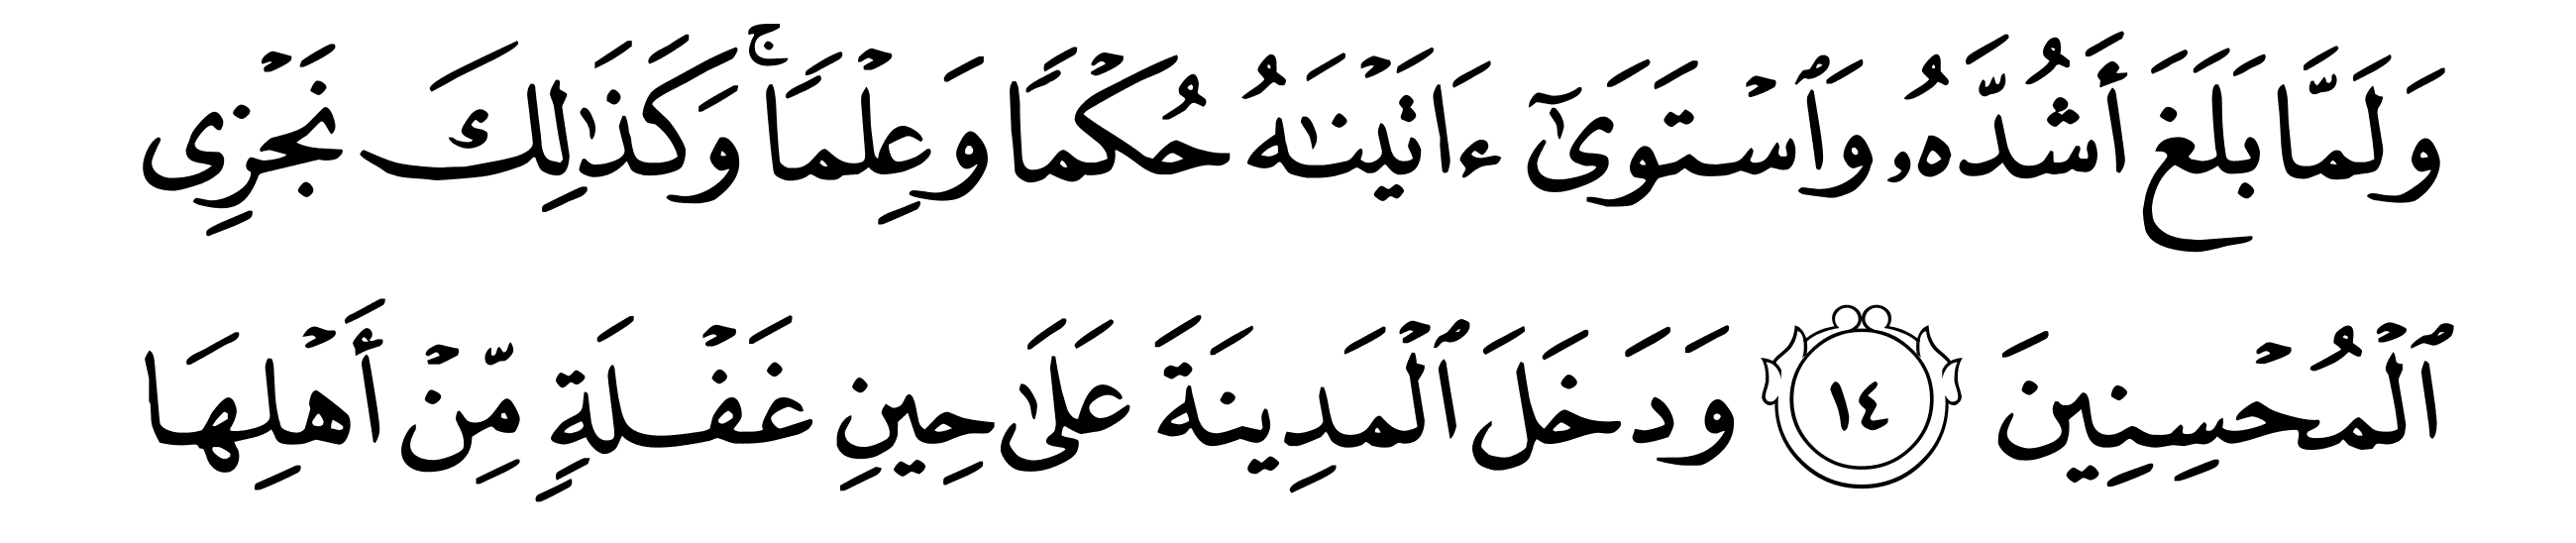 وَلَمَّا بَلَغَ أَشُدَّهُۥ وَٱسۡتَوَىٰٓ ءَاتَيۡنَٰهُ حُكۡمًا وَعِلۡمًاۚ وَكَذَٰلِكَ نَجۡزِي
ٱلۡمُحۡسِنِينَ ١٤ وَدَخَلَ ٱلۡمَدِينَةَ عَلَىٰ حِينِ غَفۡلَةٍ مِّنۡ أَهۡلِهَا